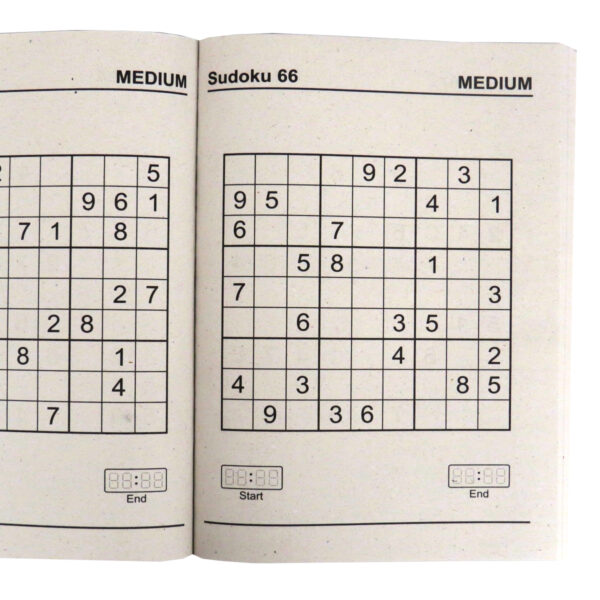 MEDIUM
5
9 6 1
7 1 8
2 7
2 8
8 1
4
7
End
Sudoku 66 MEDIUM
9 2 3
9 5 4 1
6 7
5 8 1
7 3
6 3 5
4 2
4 3 8 5
9 3 6
Start End